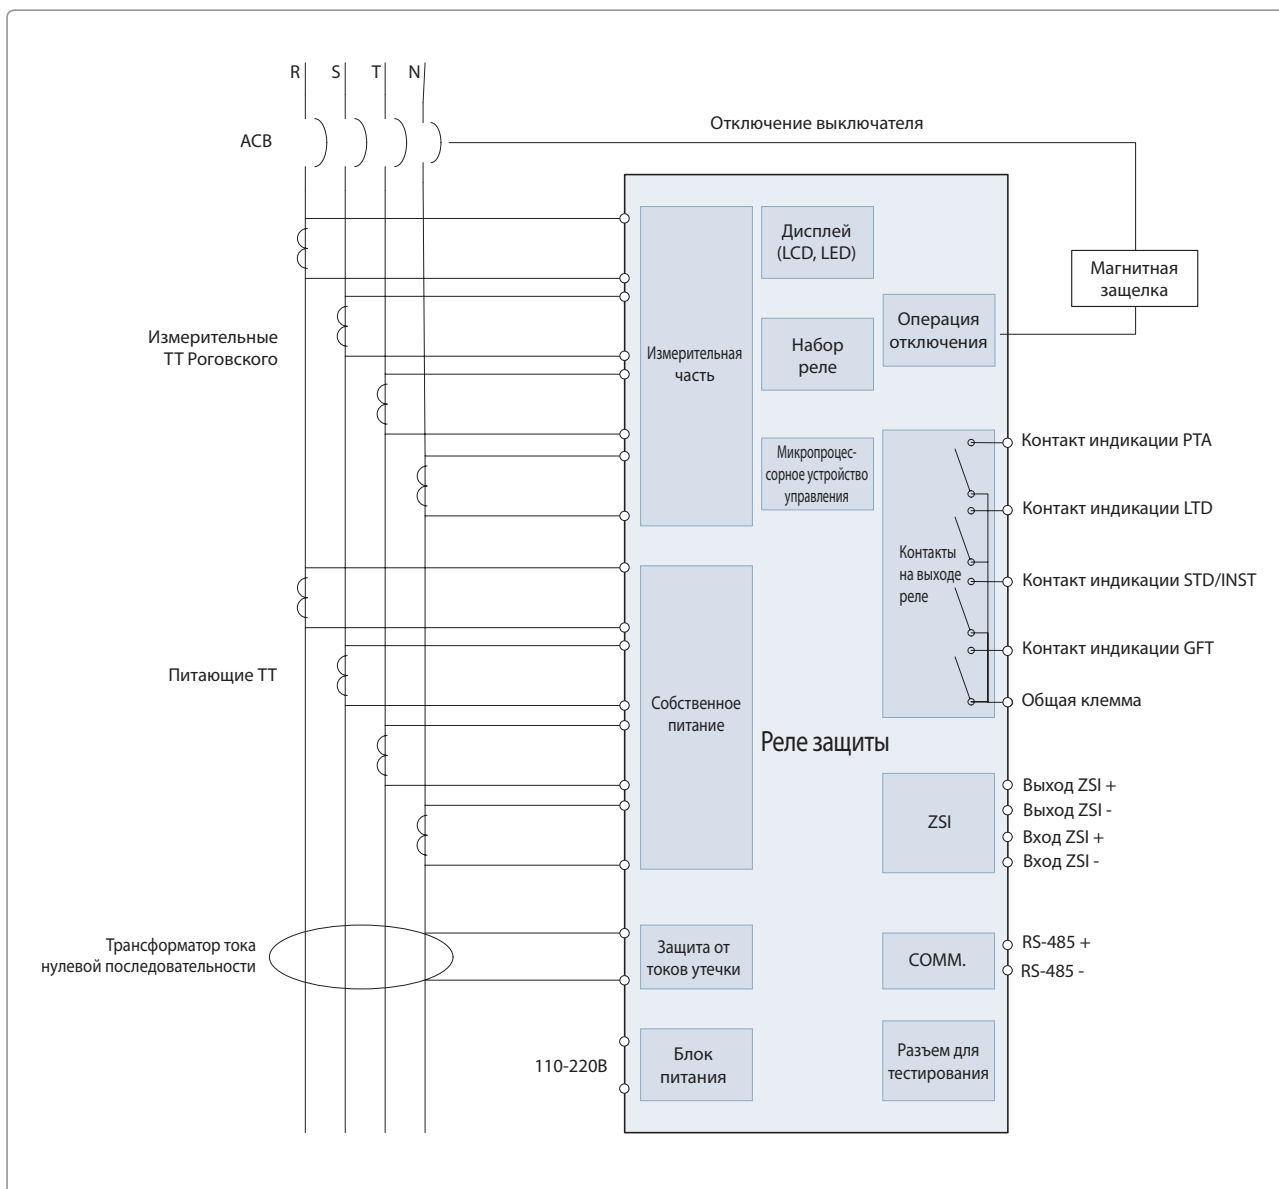 R
S
T
N
ACB
Отключение выключателя
Дисплей
(LCD, LED)
Магнитная
защелка
Операция
отключения
Измерительные
ТТ Роговского
Измерительная
часть
Набор
реле
Микропроцес-
сорное устройство
управления
Контакт индикации PTA
Контакт индикации LTD
Контакты
на выходе
реле
Контакт индикации STD/INST
Контакт индикации GFT
Общая клемма
Питающие ТТ
Собственное
питание
Реле защиты
ZSI
Выход ZSI +
Выход ZSI -
Вход ZSI +
Вход ZSI -
Трансформатор тока
нулевой последовательности
Защита от
токов утечки
COMM.
RS-485 +
RS-485 -
110-220В
Блок
питания
Разъем для
тестирования